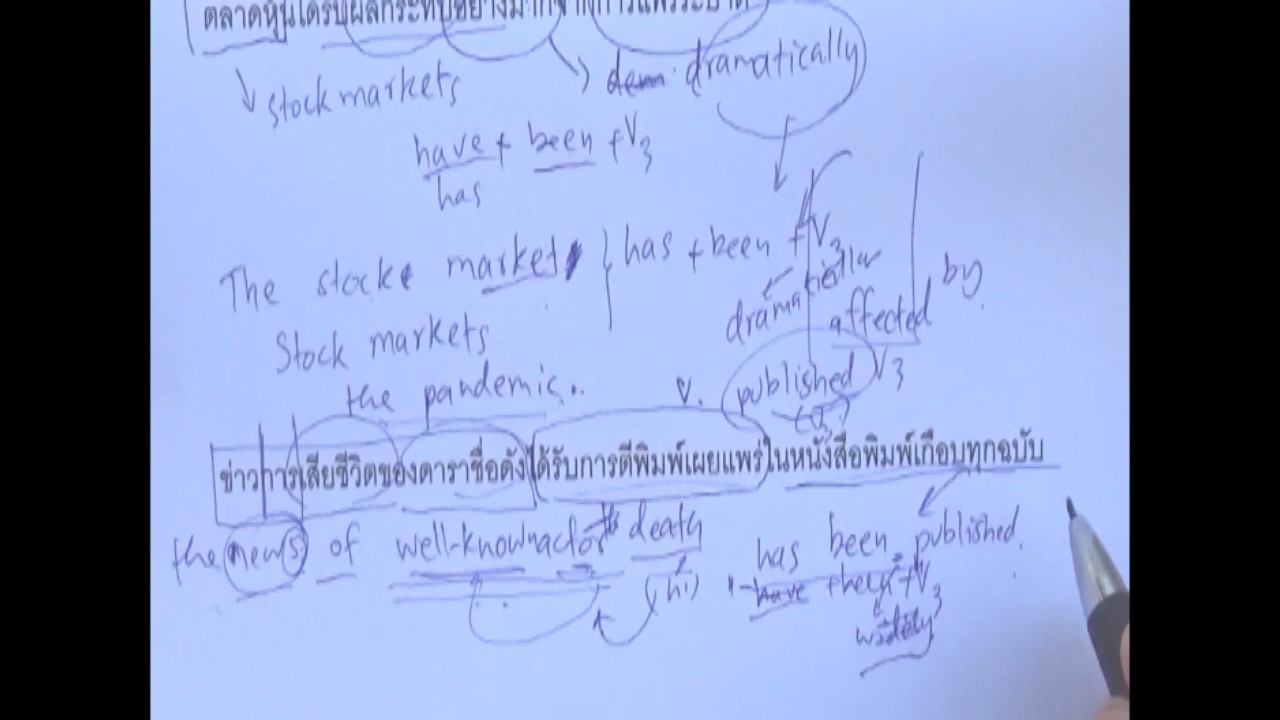 ตลาดหุ้นได้รับผลกระทบอย่างมากจากการแพร่ระบาด
stock markets dramatically
have + been + V3
has
The stock market has + been + V3
dramatically
affected by
Stock markets
the pandemic..
v. published V3
ข่าวการเสียชีวิตของดาราชื่อดังได้รับการตีพิมพ์เผยแพร่ในหนังสือพิมพ์เกือบทุกฉบับ
the news of well-known actor death has been published.
have + V3
widely